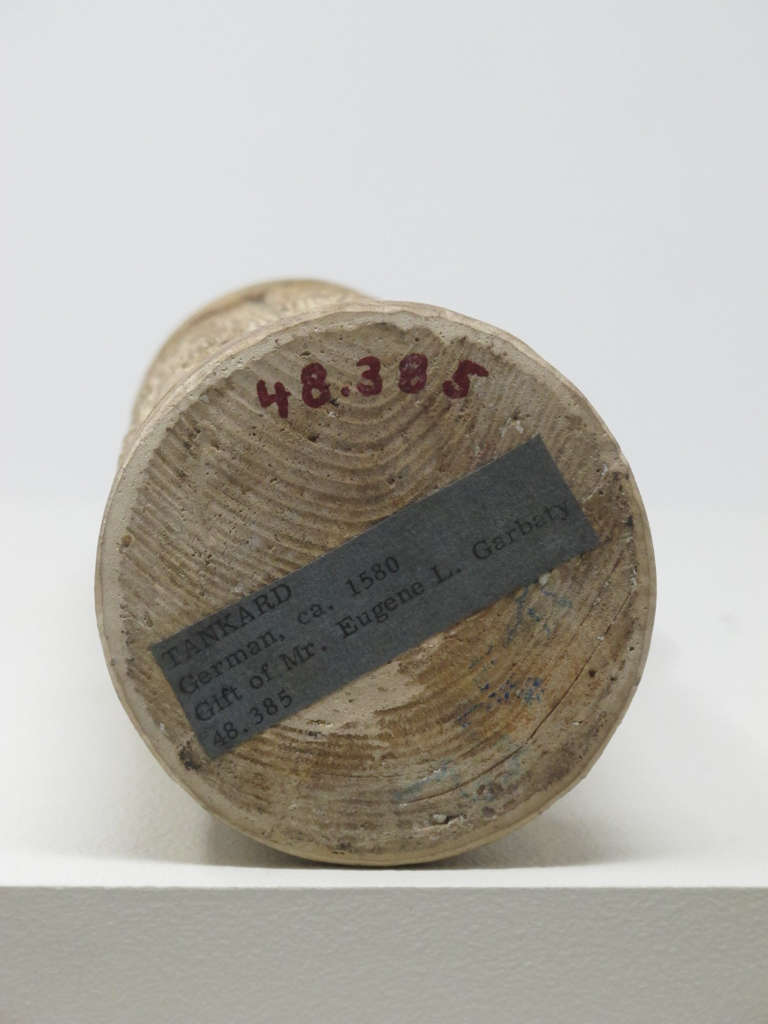 48.385
TANKARD
German, ca. 1580
Gift of Mr. Eugene L. Garbaty
48.385